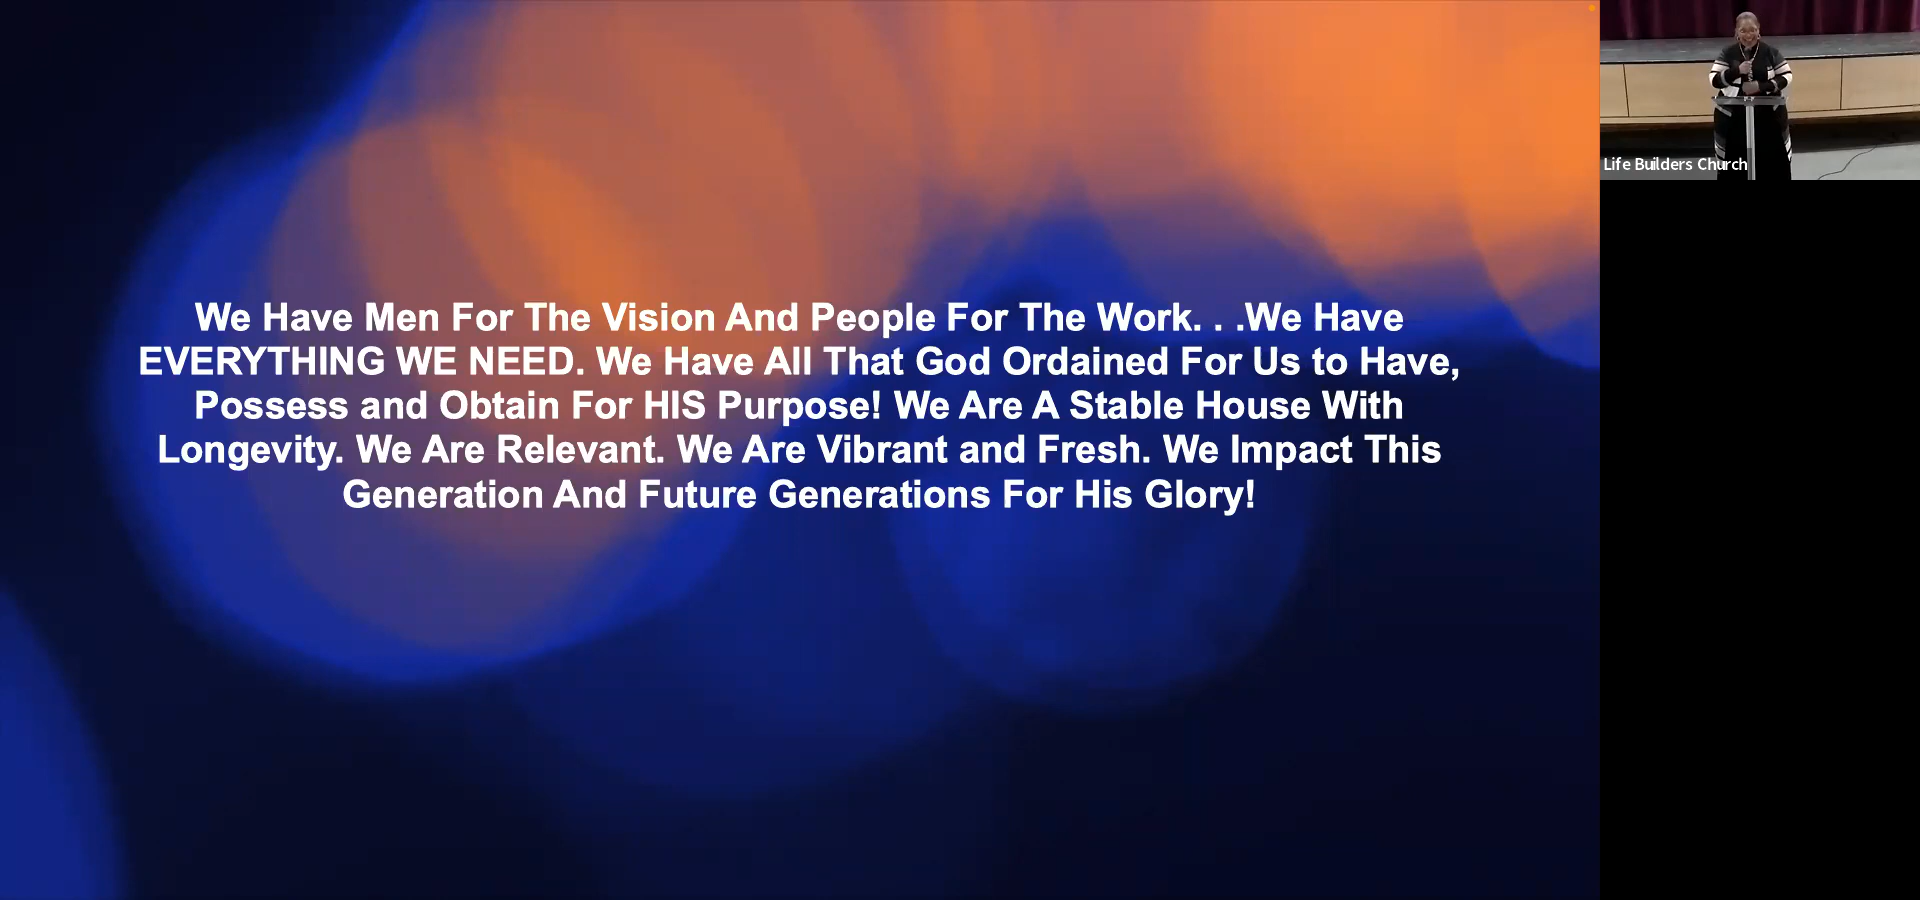 We Have Men For The Vision And People For The Work. . .We Have
EVERYTHING WE NEED. We Have All That God Ordained For Us to Have,
Possess and Obtain For HIS Purpose! We Are A Stable House With
Longevity. We Are Relevant. We Are Vibrant and Fresh. We Impact This
Generation And Future Generations For His Glory!
Life Builders Church